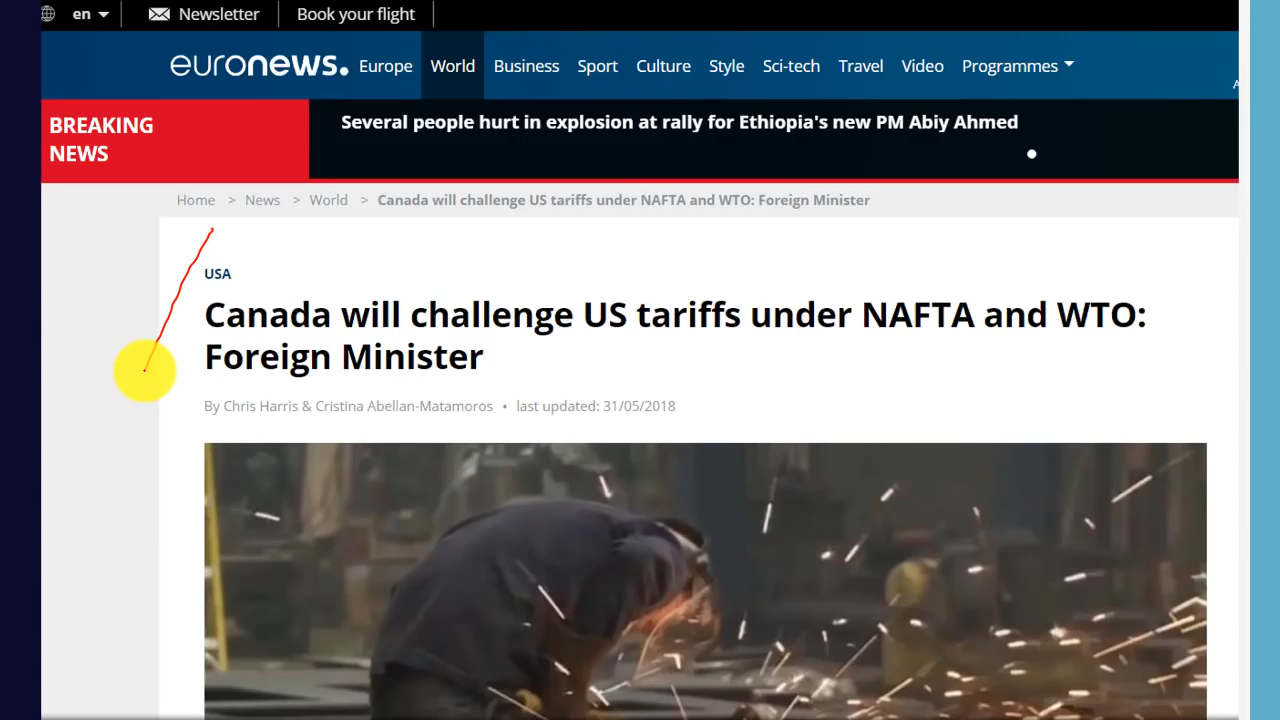 en Newsletter Book your flight
euronews. Europe World Business Sport Culture Style Sci-tech Travel Video Programmes
BREAKING
NEWS
Several people hurt in explosion at rally for Ethiopia's new PM Abiy Ahmed
Home > News > World > Canada will challenge US tariffs under NAFTA and WTO: Foreign Minister
USA
Canada will challenge US tariffs under NAFTA and WTO:
Foreign Minister
By Chris Harris & Cristina Abellan-Matamoros • last updated: 31/05/2018